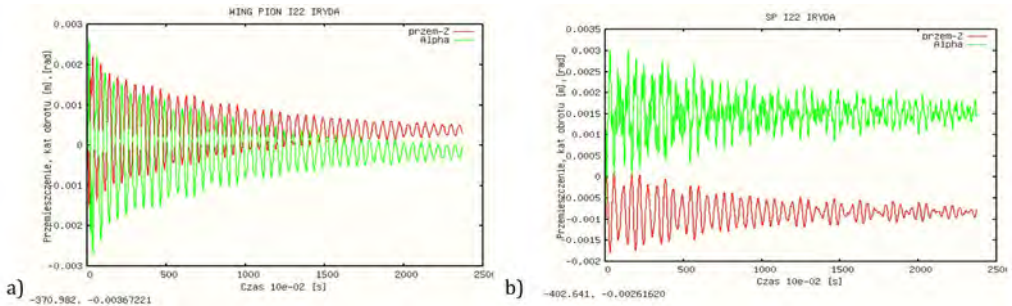 WING PION I22 IRYDA
przem-Z
Alpha
0.003
0.002
0.001
0
-0.001
-0.002
-0.003
Przemieszczenie, kat obrotu [m],[rad]
0 500 1000 1500 2000 2500
Czas 10e-02 [s]
a)
-370.982, -0.00367221
SP I22 IRYDA
przem-Z
Alpha
0.0035
0.003
0.0025
0.002
0.0015
0.001
0.0005
0
-0.0005
-0.001
-0.0015
-0.002
Przemieszczenie, kat obrotu [m],[rad]
0 500 1000 1500 2000 2500
Czas 10e-02 [s]
b)
-402.641, -0.00261620